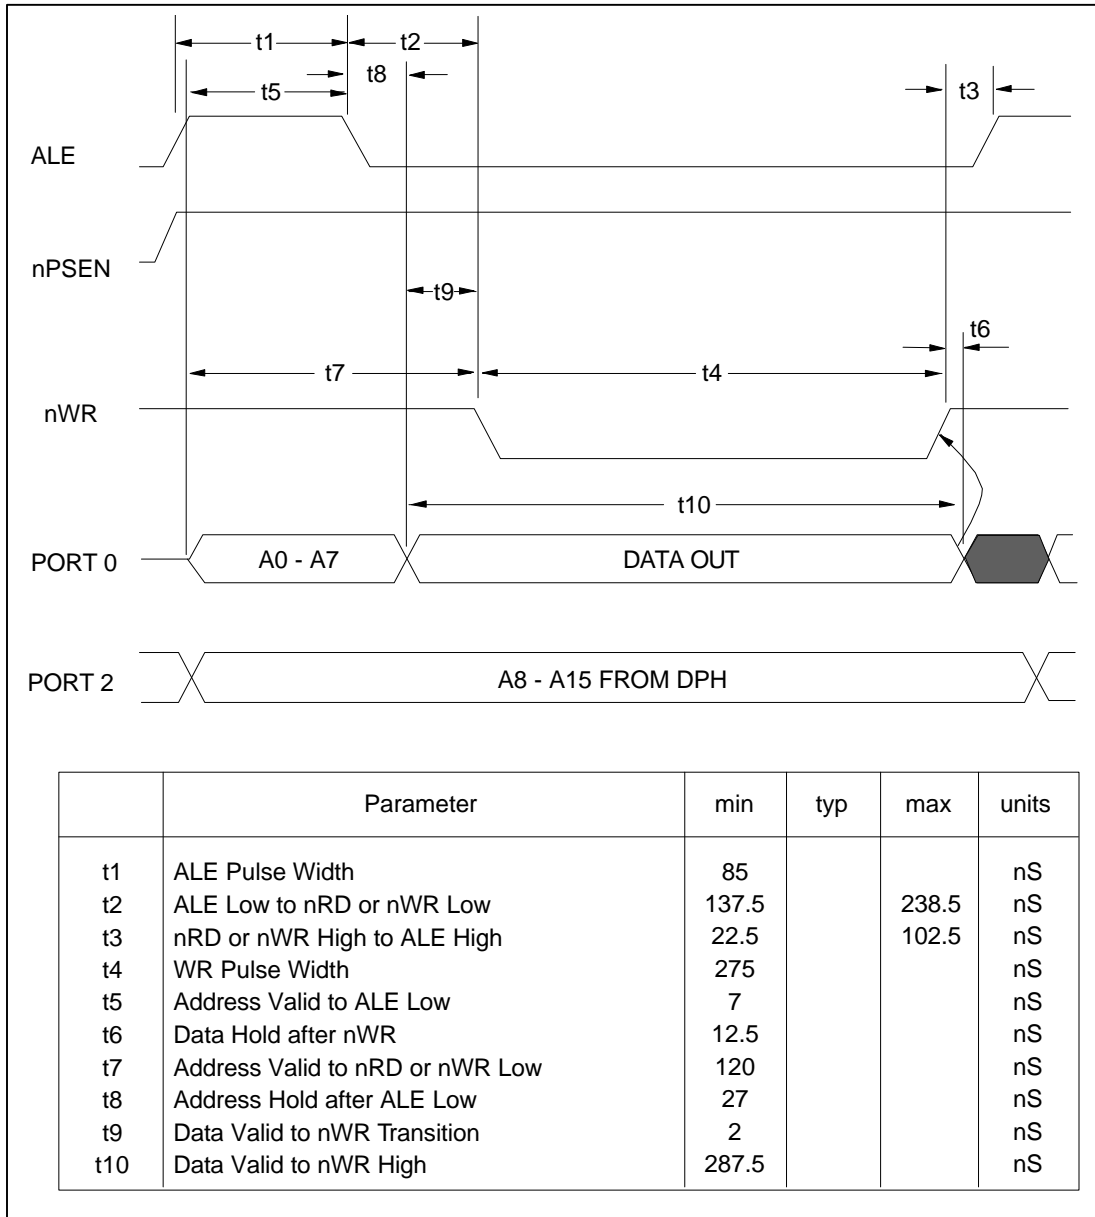 t1 t2
t8
t5 t3
ALE
nPSEN
t9
t6
t7 t4
nWR
t10
PORT 0 A0 - A7 DATA OUT
PORT 2 A8 - A15 FROM DPH
Parameter min typ max units
t1 ALE Pulse Width 85 nS
t2 ALE Low to nRD or nWR Low 137.5 238.5 nS
t3 nRD or nWR High to ALE High 22.5 102.5 nS
t4 WR Pulse Width 275 nS
t5 Address Valid to ALE Low 7 nS
t6 Data Hold after nWR 12.5 nS
t7 Address Valid to nRD or nWR Low 120 nS
t8 Address Hold after ALE Low 27 nS
t9 Data Valid to nWR Transition 2 nS
t10 Data Valid to nWR High 287.5 nS